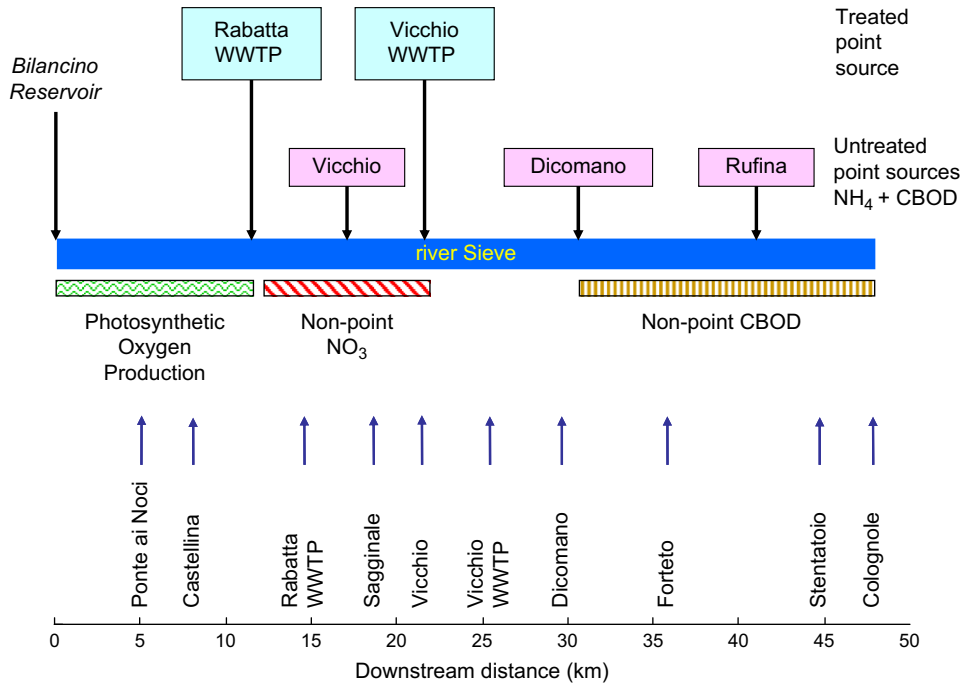 Rabatta
WWTP
Vicchio
WWTP
Treated
point
source
Bilancino
Reservoir
Vicchio
Dicomano
Rufina
Untreated
point sources
NH₄ + CBOD
river Sieve
Photosynthetic
Oxygen
Production
Non-point
NO₃
Non-point CBOD
Ponte ai Noci
Castellina
Rabatta
WWTP
Sagginale
Vicchio
Vicchio
WWTP
Dicomano
Forteto
Stentatoio
Colognole
0 5 10 15 20 25 30 35 40 45 50
Downstream distance (km)